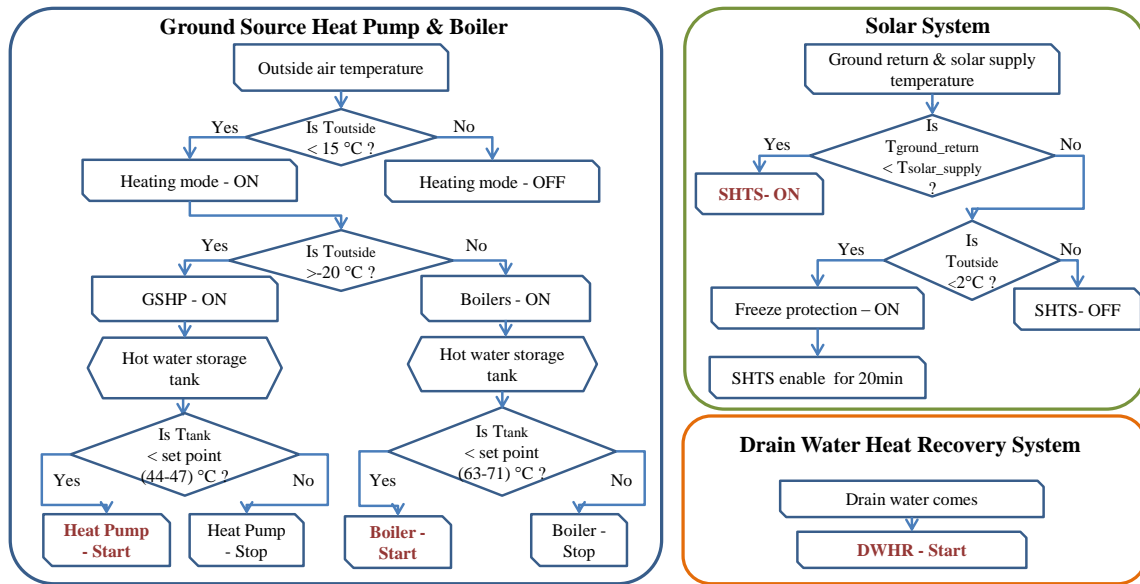 Ground Source Heat Pump & Boiler
Outside air temperature
Is Toutside
< 15 °C ?
Yes
No
Heating mode - ON
Heating mode - OFF
Is Toutside
>-20 °C ?
Yes
No
GSHP - ON
Boilers - ON
Hot water storage
tank
Hot water storage
tank
Is Ttank
< set point
(44-47) °C ?
Yes
No
Is Ttank
< set point
(63-71) °C ?
Yes
No
Heat Pump
- Start
Heat Pump
- Stop
Boiler -
Start
Boiler -
Stop
Solar System
Ground return & solar supply
temperature
Is
Tground_return
< Tsolar_supply
?
Yes
No
SHTS- ON
Is
Toutside
<2°C ?
Yes
No
Freeze protection – ON
SHTS- OFF
SHTS enable for 20min
Drain Water Heat Recovery System
Drain water comes
DWHR - Start